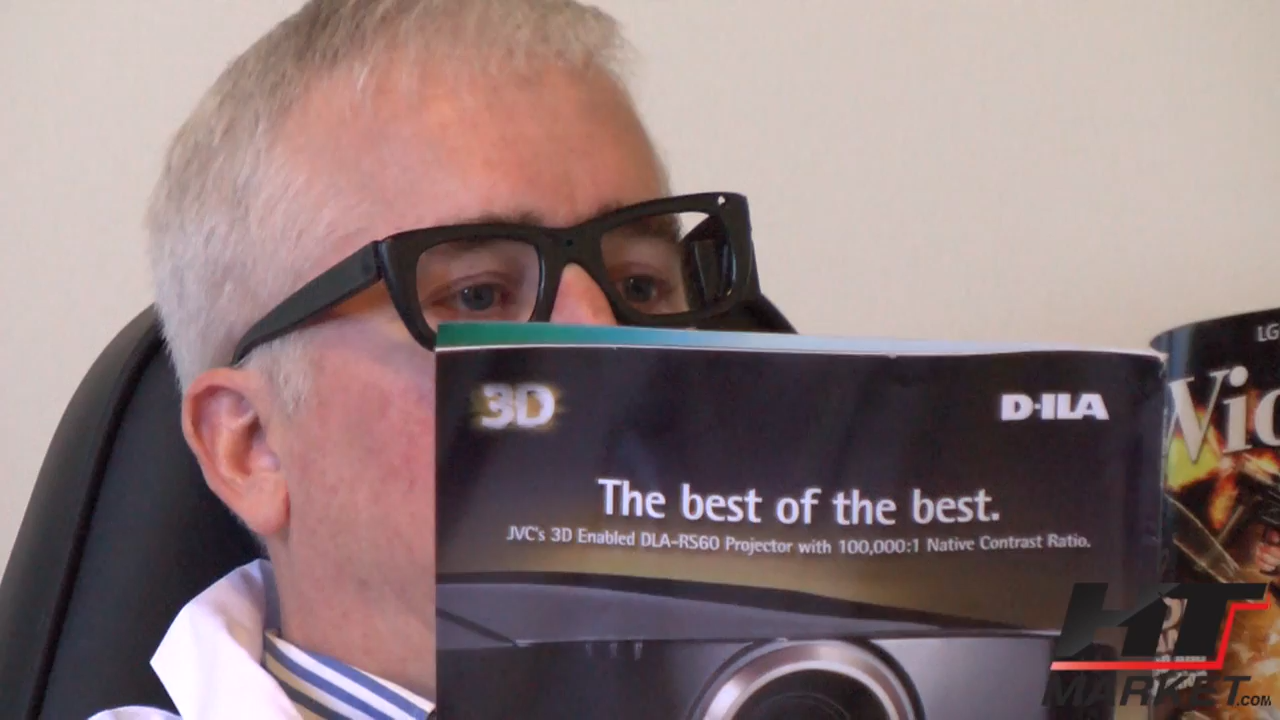 3D
D-ILA
The best of the best.
JVC's 3D Enabled DLA-RS60 Projector with 100,000:1 Native Contrast Ratio.
LG
HT
MARKET.COM